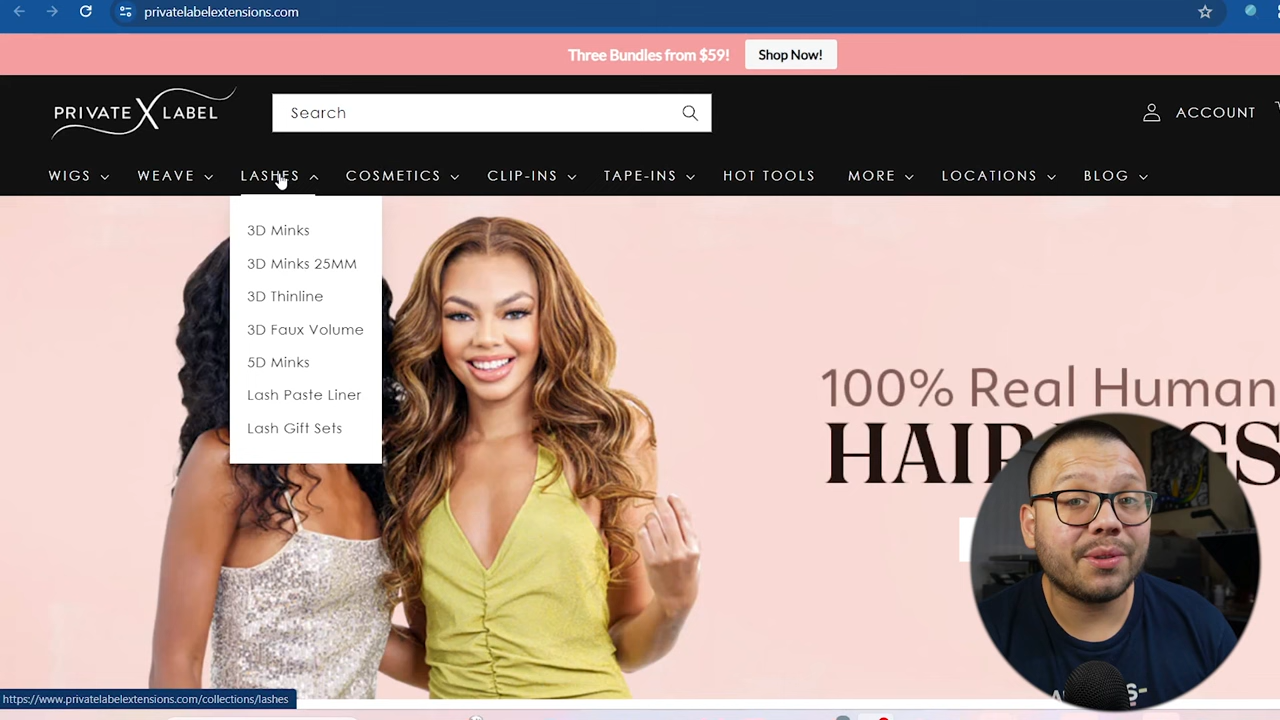 privatelabelextensions.com
Three Bundles from $59! Shop Now!
PRIVATE X LABEL
Search
ACCOUNT
WIGS WEAVE LASHES COSMETICS CLIP-INS TAPE-INS HOT TOOLS MORE LOCATIONS BLOG
3D Minks
3D Minks 25MM
3D Thinline
3D Faux Volume
5D Minks
Lash Paste Liner
Lash Gift Sets
100% Real Human
HAIR
https://www.privatelabelextensions.com/collections/lashes